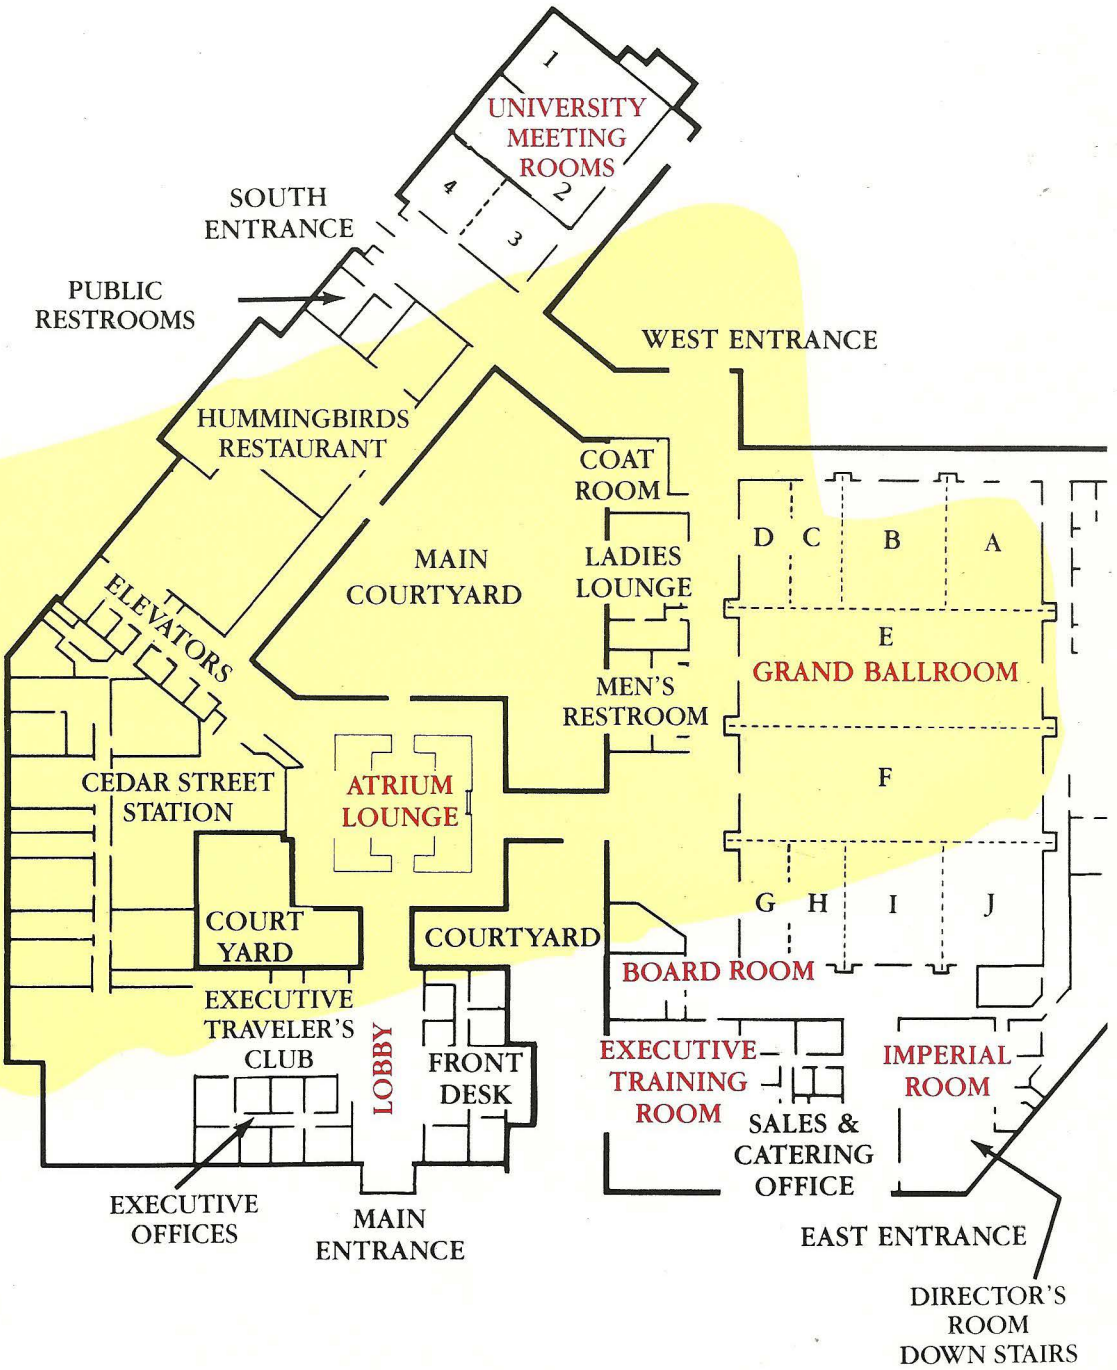 1
UNIVERSITY
MEETING
ROOMS
4
2
3
SOUTH
ENTRANCE
PUBLIC
RESTROOMS
WEST ENTRANCE
HUMMINGBIRDS
RESTAURANT
COAT
ROOM
MAIN
COURTYARD
LADIES
LOUNGE
D C B A
E
GRAND BALLROOM
ELEVATORS
MEN'S
RESTROOM
CEDAR STREET
STATION
ATRIUM
LOUNGE
F
G H I J
COURT
YARD
COURTYARD
BOARD ROOM
EXECUTIVE
TRAVELER'S
CLUB
LOBBY
FRONT
DESK
EXECUTIVE
TRAINING
ROOM
IMPERIAL
ROOM
SALES &
CATERING
OFFICE
EXECUTIVE
OFFICES
MAIN
ENTRANCE
EAST ENTRANCE
DIRECTOR'S
ROOM
DOWN STAIRS